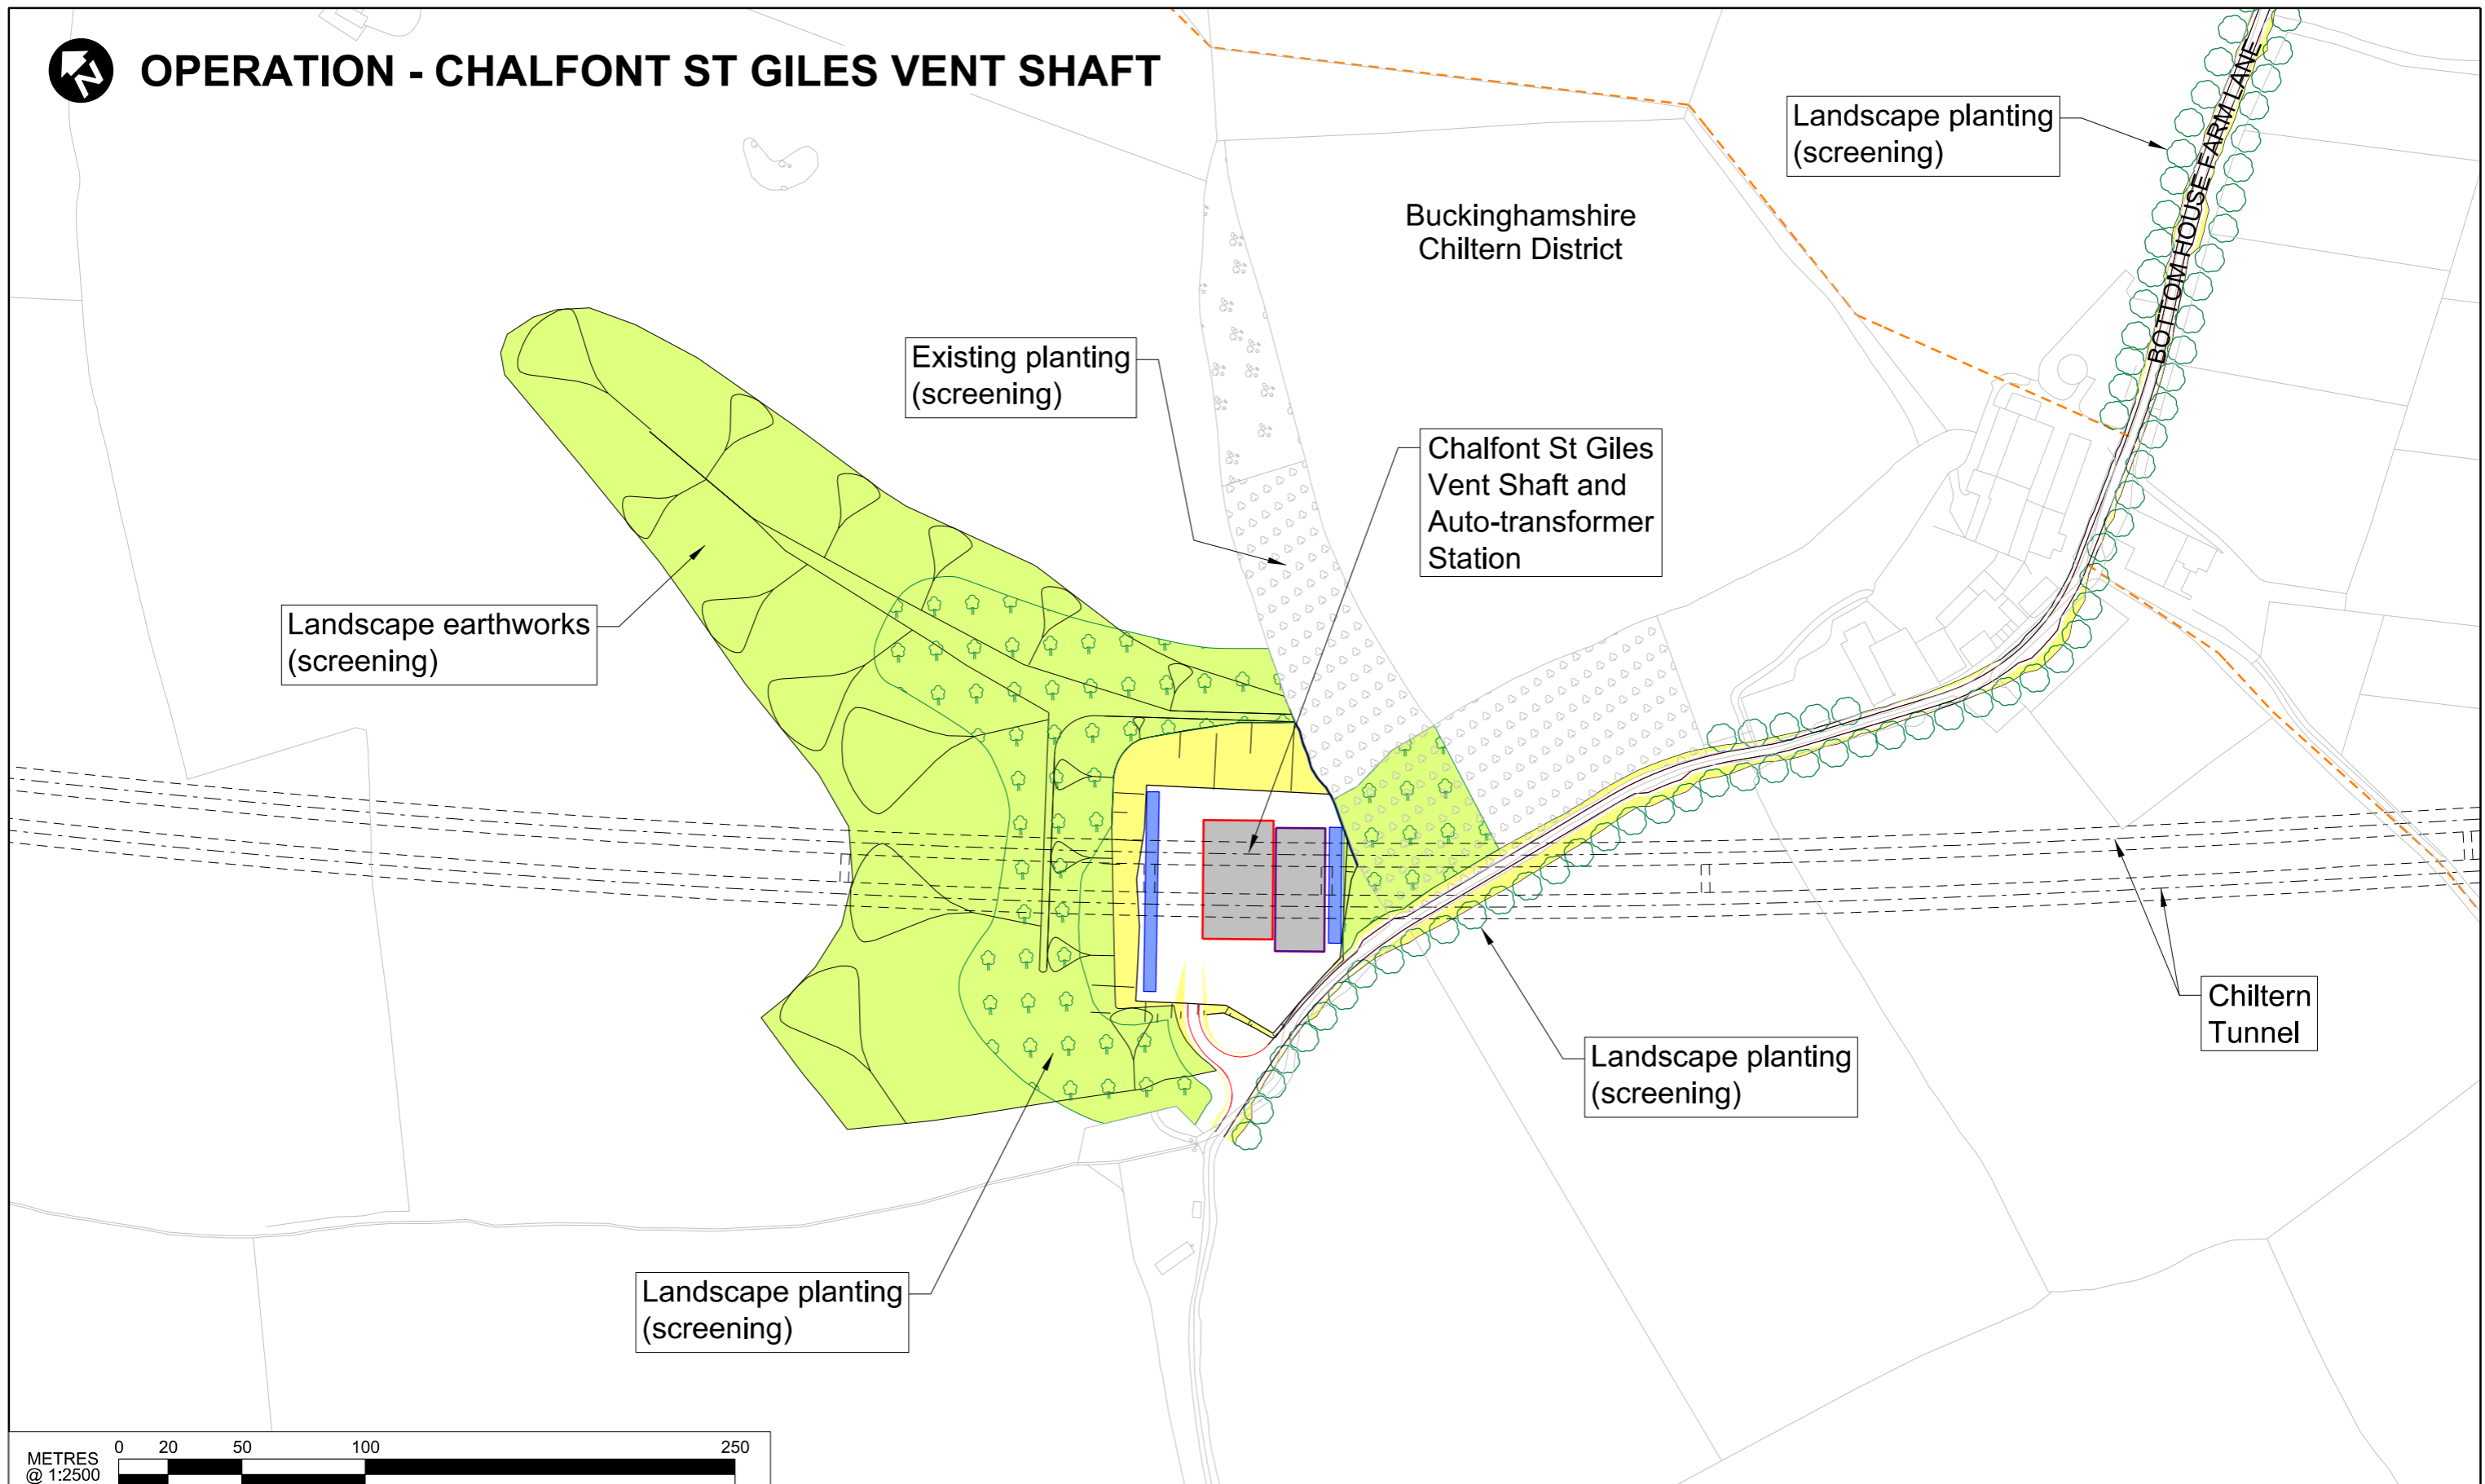 N
OPERATION - CHALFONT ST GILES VENT SHAFT
Landscape planting
(screening)
BOTTOM HOUSE FARM LANE
Buckinghamshire
Chiltern District
Existing planting
(screening)
Chalfont St Giles
Vent Shaft and
Auto-transformer
Station
Landscape earthworks
(screening)
Chiltern
Tunnel
Landscape planting
(screening)
Landscape planting
(screening)
METRES
@ 1:2500
0 20 50 100 250